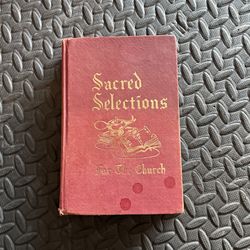 Sacred
Selections
For The Church